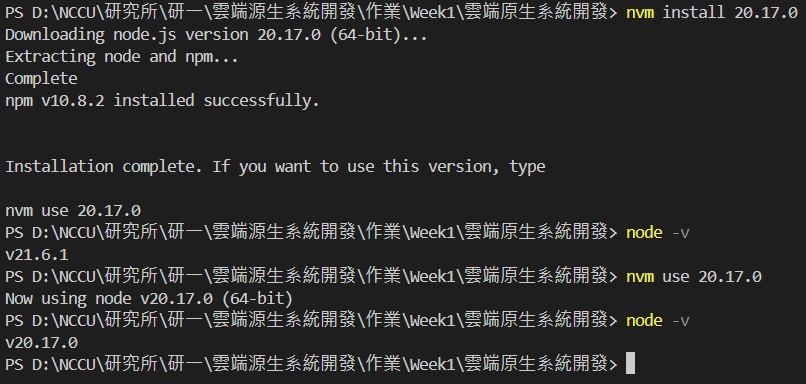 PS D:\NCCU\研究所\研一\雲端源生系統開發\作業\Week1\雲端原生系統開發> nvm install 20.17.0
Downloading node.js version 20.17.0 (64-bit)...
Extracting node and npm...
Complete
npm v10.8.2 installed successfully.
Installation complete. If you want to use this version, type
nvm use 20.17.0
PS D:\NCCU\研究所\研一\雲端源生系統開發\作業\Week1\雲端原生系統開發> node -v
v21.6.1
PS D:\NCCU\研究所\研一\雲端源生系統開發\作業\Week1\雲端原生系統開發> nvm use 20.17.0
Now using node v20.17.0 (64-bit)
PS D:\NCCU\研究所\研一\雲端源生系統開發\作業\Week1\雲端原生系統開發> node -v
v20.17.0
PS D:\NCCU\研究所\研一\雲端源生系統開發\作業\Week1\雲端原生系統開發>